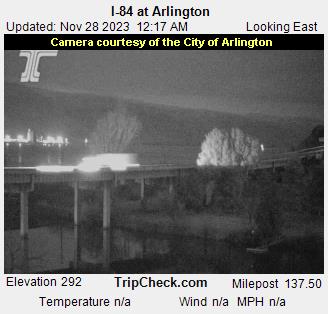 I-84 at Arlington
Updated: Nov 28 2023 12:17 AM Looking East
Camera courtesy of the City of Arlington
Elevation 292 TripCheck.com Milepost 137.50
Temperature n/a Wind n/a MPH n/a